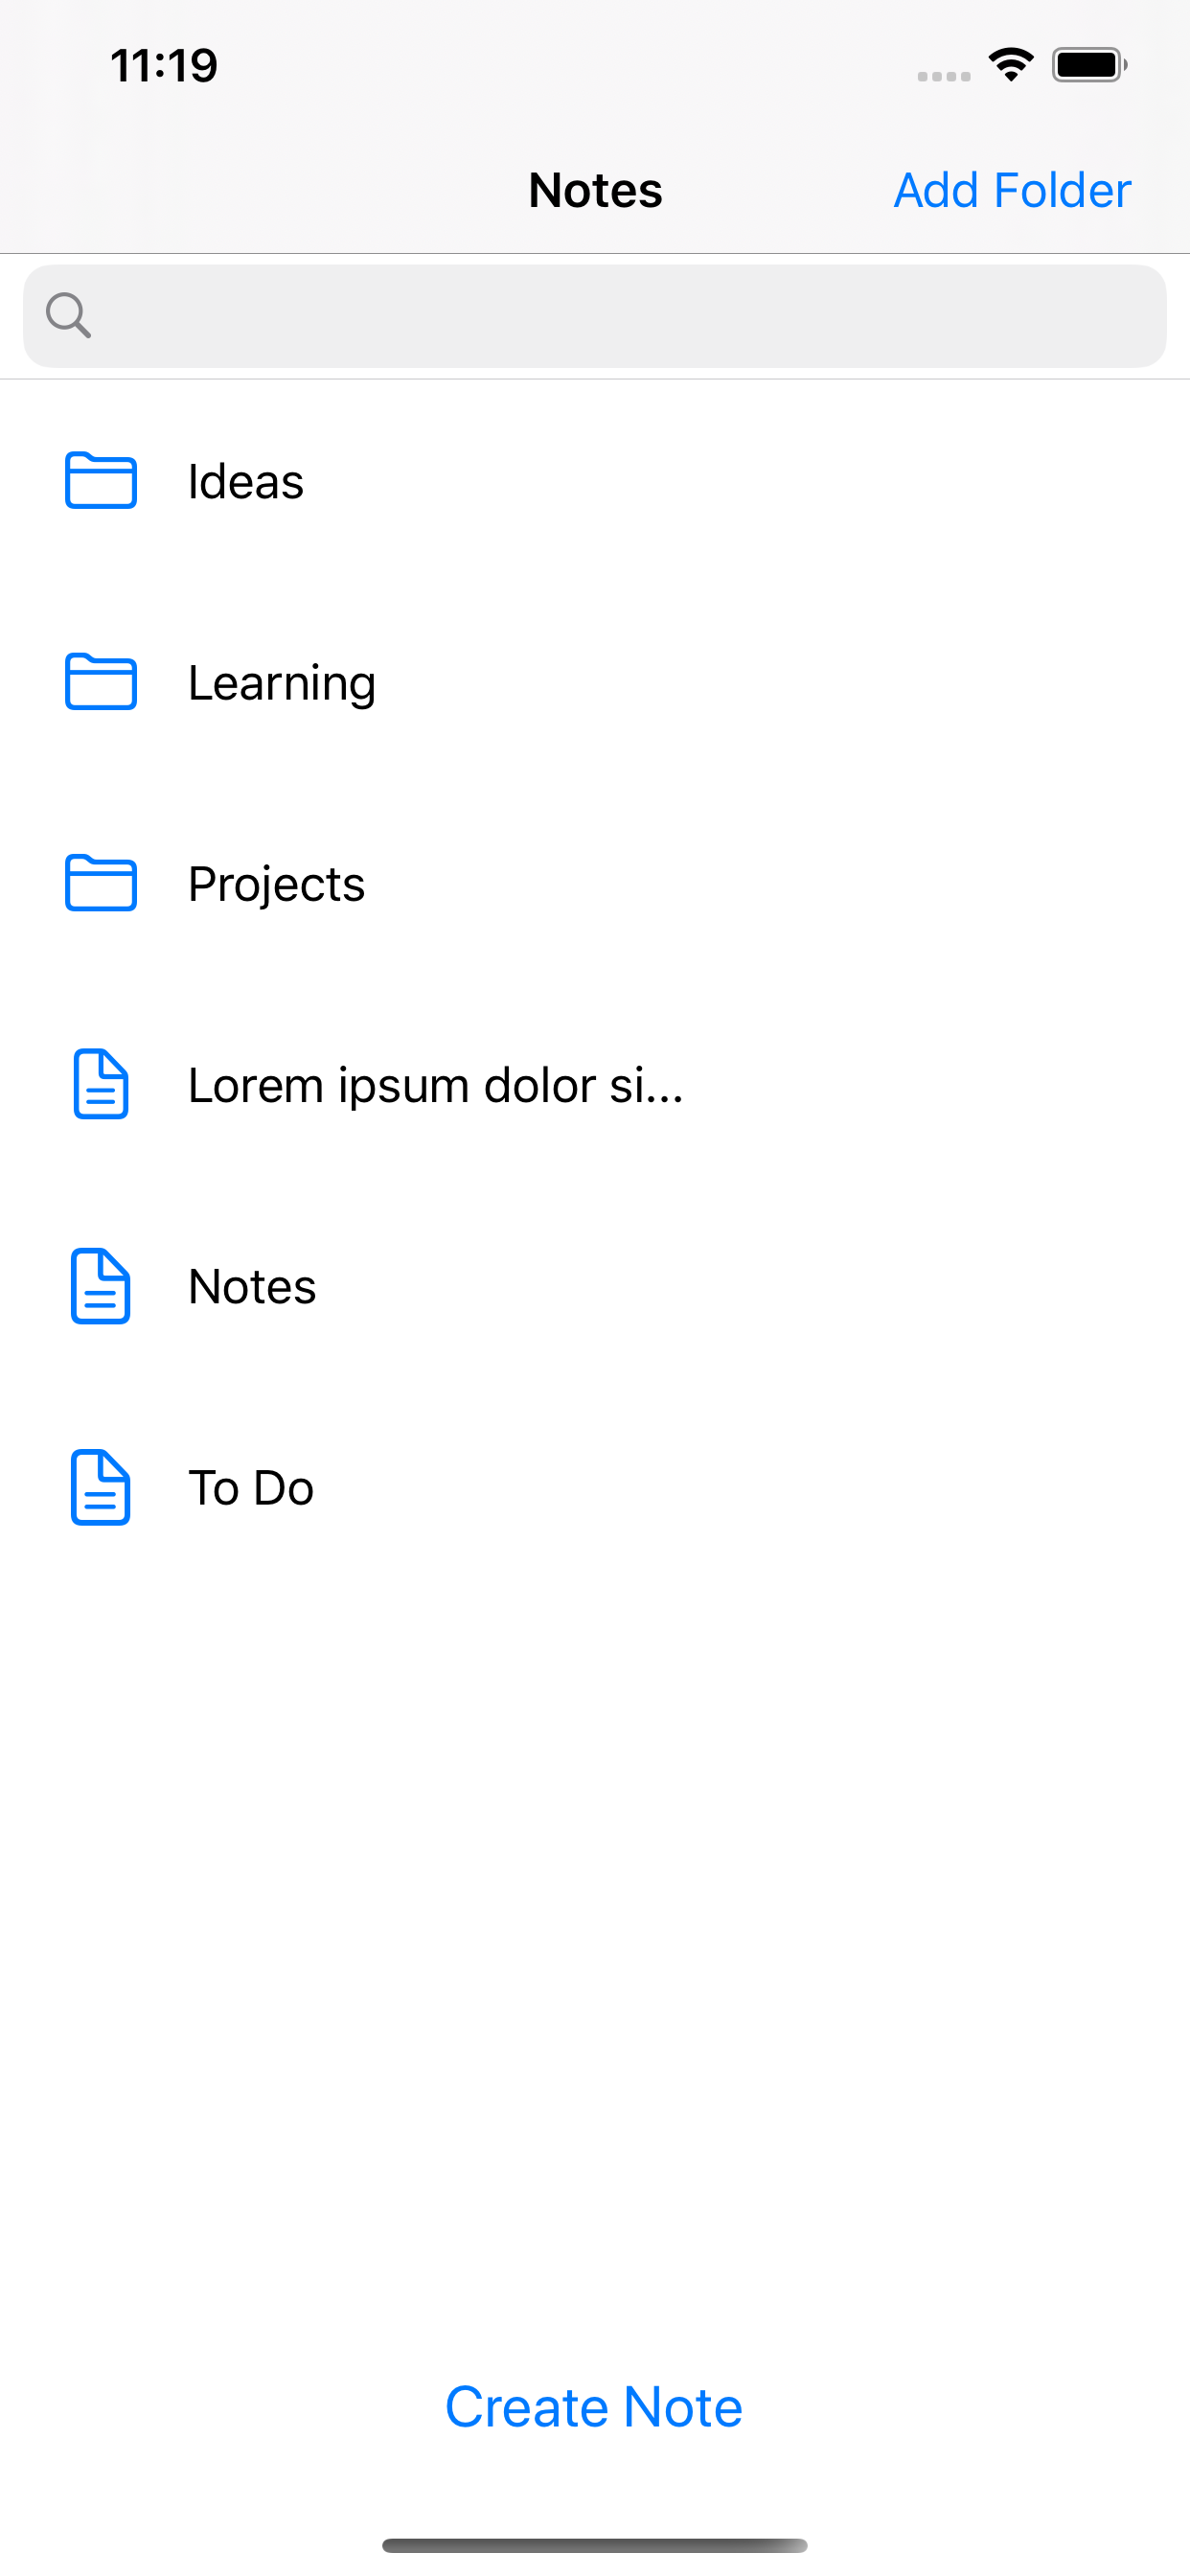 11:19
Notes
Add Folder
Ideas
Learning
Projects
Lorem ipsum dolor si...
Notes
To Do
Create Note